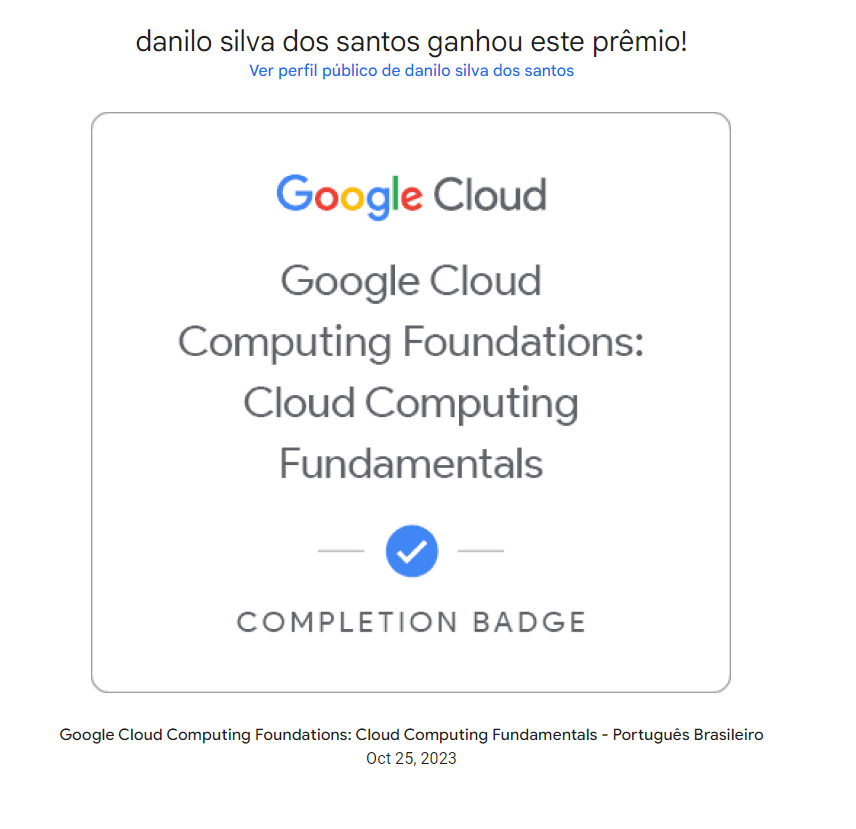 danilo silva dos santos ganhou este prêmio!
Ver perfil público de danilo silva dos santos
Google Cloud
Google Cloud
Computing Foundations:
Cloud Computing
Fundamentals
COMPLETION BADGE
Google Cloud Computing Foundations: Cloud Computing Fundamentals - Português Brasileiro
Oct 25, 2023